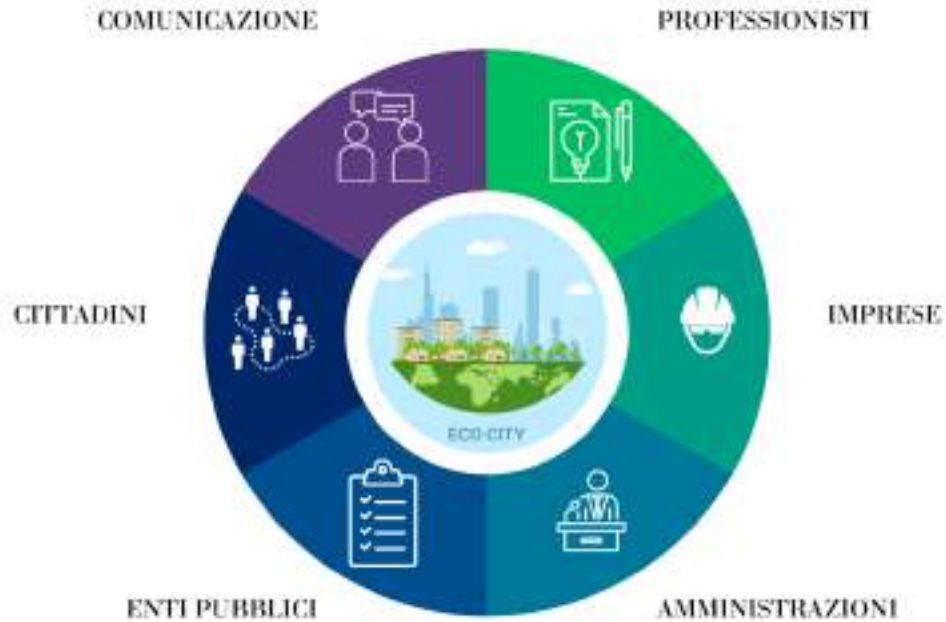 COMUNICAZIONE
PROFESSIONISTI
CITTADINI
IMPRESE
ECO-CITY
ENTI PUBBLICI
AMMINISTRAZIONI